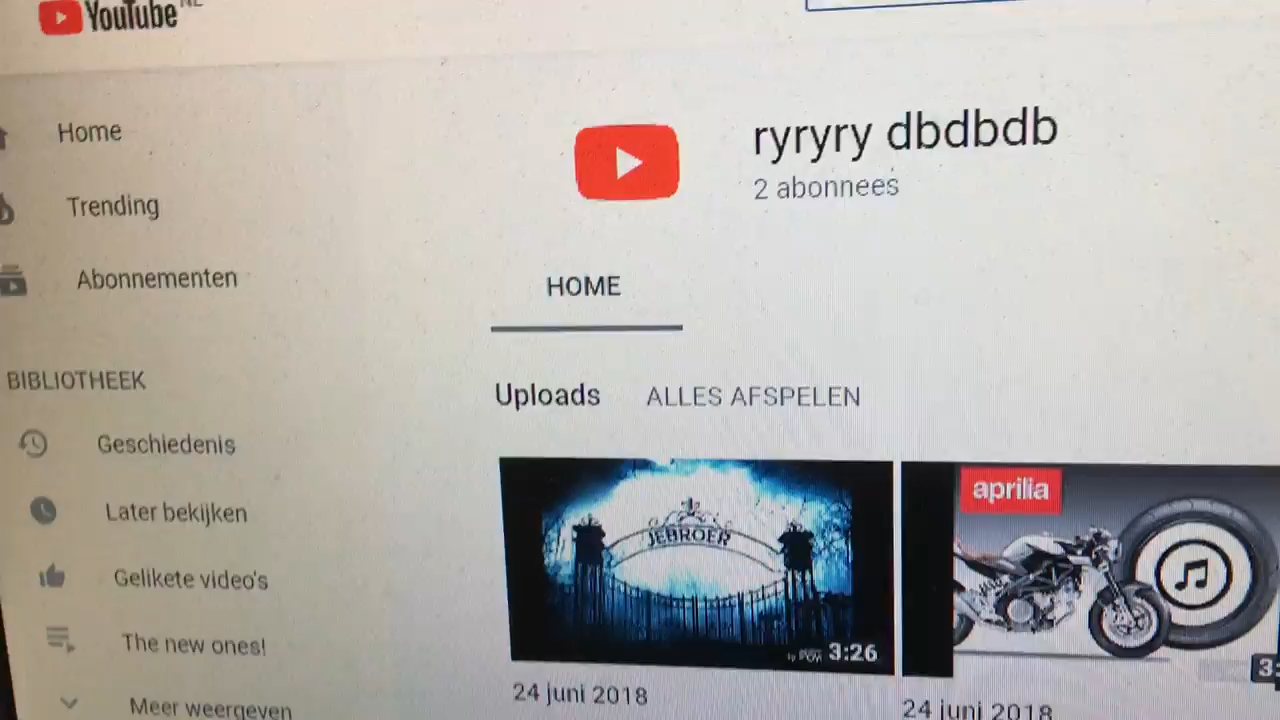 YouTube NL
Home
Trending
Abonnementen
BIBLIOTHEEK
Geschiedenis
Later bekijken
Gelikete video's
The new ones!
Meer weergeven
ryryry dbdbdb
2 abonnees
HOME
Uploads ALLES AFSPELEN
JEBROER
3:26
24 juni 2018
aprilia
24 juni 2018